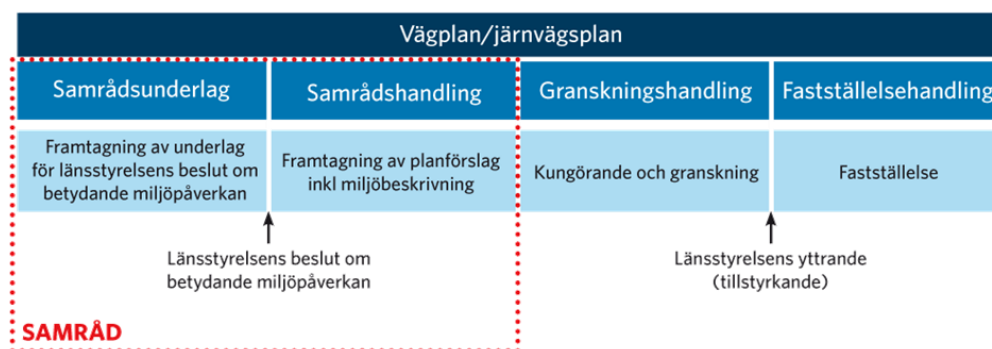 Vägplan/järnvägsplan
Samrådsunderlag
Samrådshandling
Granskningshandling
Fastställelsehandling
Framtagning av underlag
för länsstyrelsens beslut om
betydande miljöpåverkan
Framtagning av planförslag
inkl miljöbeskrivning
Kungörande och granskning
Fastställelse
Länsstyrelsens beslut om
betydande miljöpåverkan
Länsstyrelsens yttrande
(tillstyrkande)
SAMRÅD